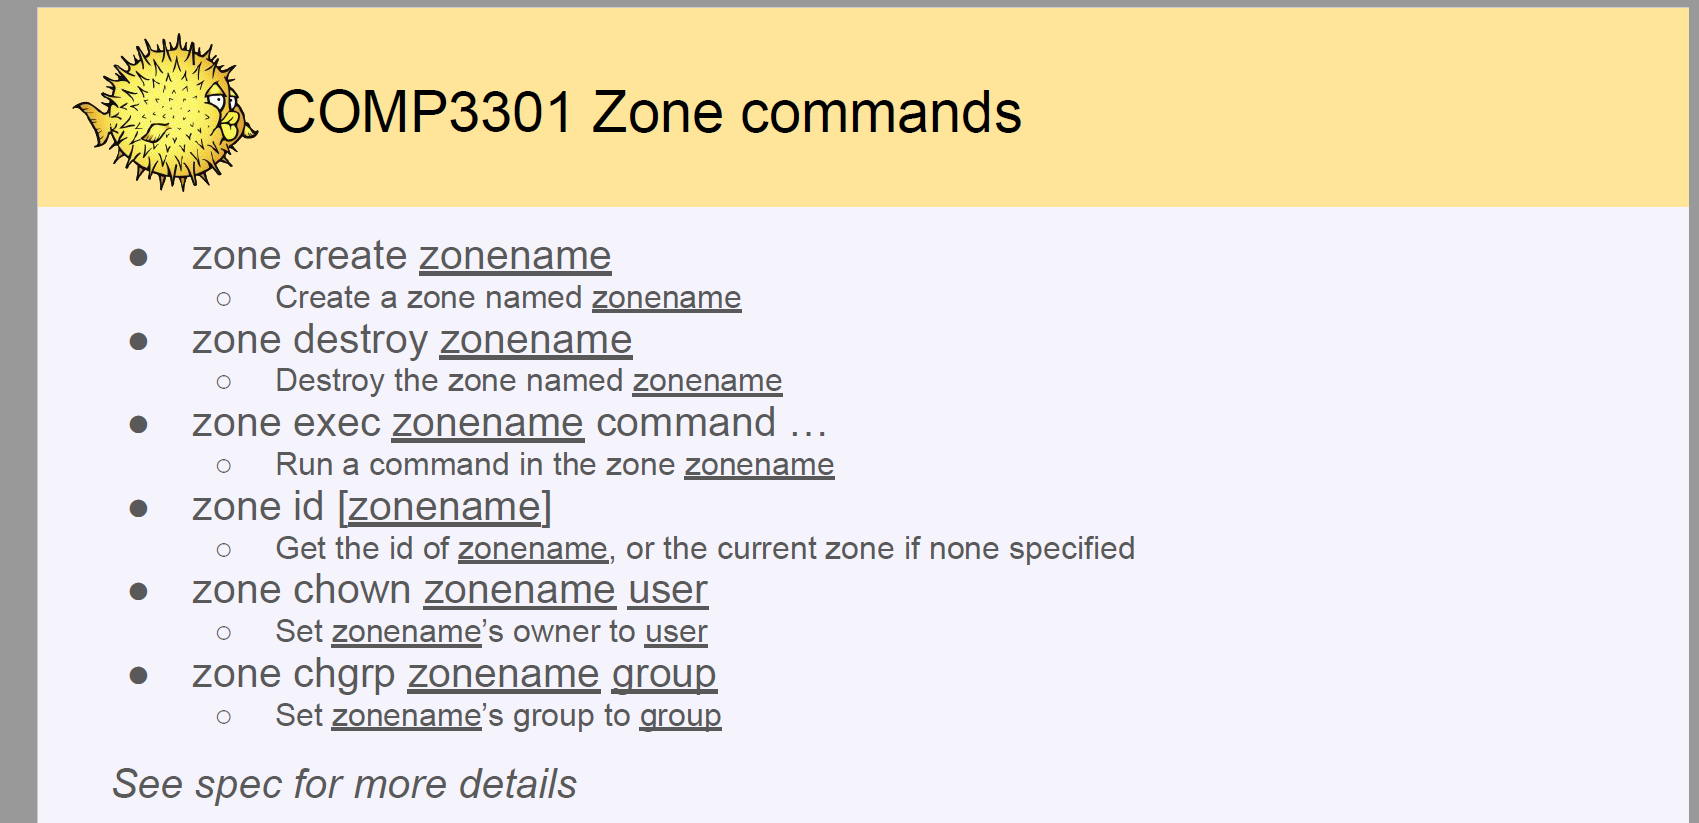 COMP3301 Zone commands
● zone create zonename
○ Create a zone named zonename
● zone destroy zonename
○ Destroy the zone named zonename
● zone exec zonename command …
○ Run a command in the zone zonename
● zone id [zonename]
○ Get the id of zonename, or the current zone if none specified
● zone chown zonename user
○ Set zonename’s owner to user
● zone chgrp zonename group
○ Set zonename’s group to group
See spec for more details